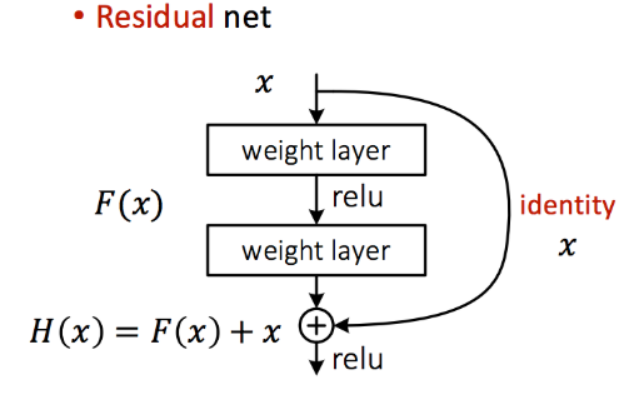 • Residual net
x
weight layer
relu
F(x)
identity
x
weight layer
H(x) = F(x) + x
+
relu